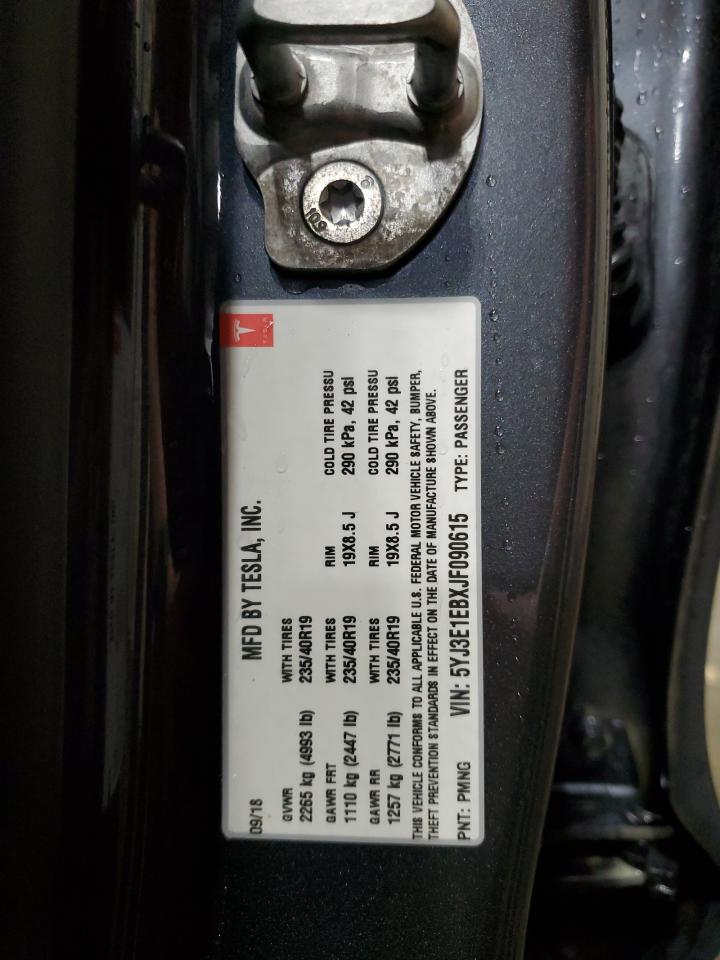 TESLA
09/18
MFD BY TESLA, INC.
GVWR WITH TIRES
2265 kg (4993 lb) 235/40R19
GAWR FRT WITH TIRES RIM COLD TIRE PRESSU
1110 kg (2447 lb) 235/40R19 19X8.5 J 290 kPa, 42 psi
GAWR RR WITH TIRES RIM COLD TIRE PRESSU
1257 kg (2771 lb) 235/40R19 19X8.5 J 290 kPa, 42 psi
THIS VEHICLE CONFORMS TO ALL APPLICABLE U.S. FEDERAL MOTOR VEHICLE SAFETY, BUMPER,
THEFT PREVENTION STANDARDS IN EFFECT ON THE DATE OF MANUFACTURE SHOWN ABOVE.
PNT: PMNG VIN: 5YJ3E1EBXJF090615 TYPE: PASSENGER